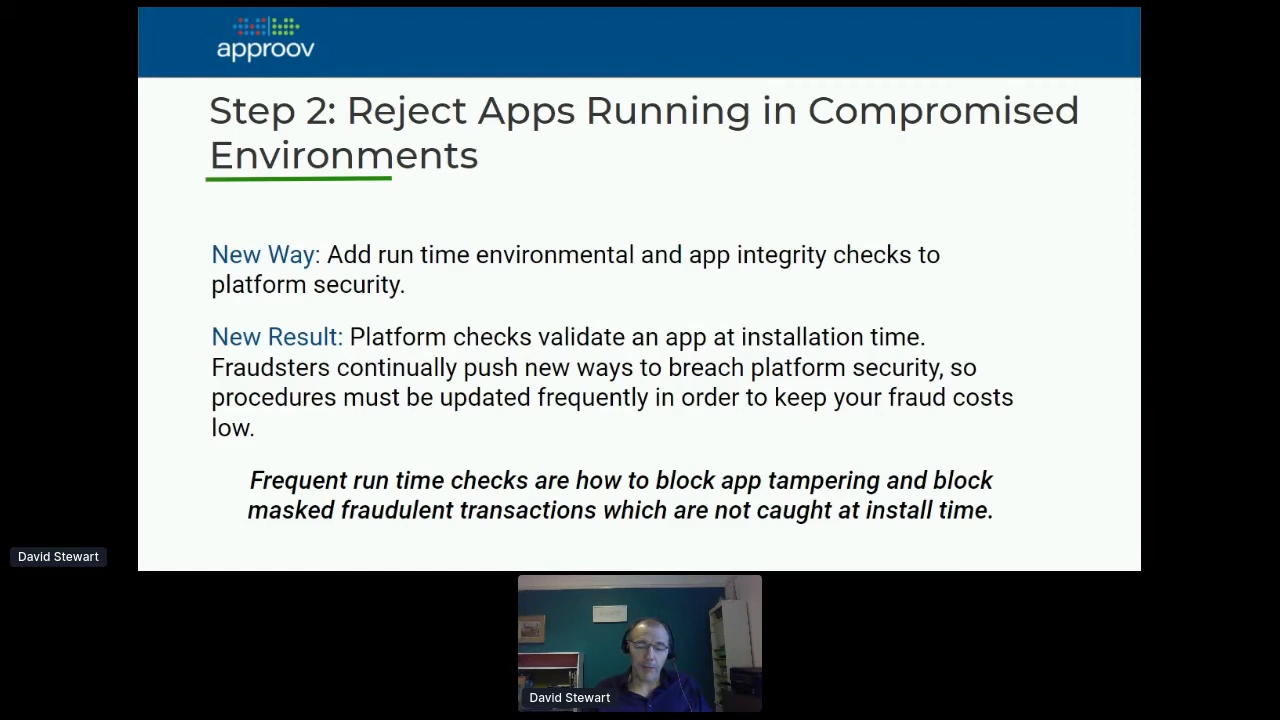 approov
Step 2: Reject Apps Running in Compromised
Environments
New Way: Add run time environmental and app integrity checks to
platform security.
New Result: Platform checks validate an app at installation time.
Fraudsters continually push new ways to breach platform security, so
procedures must be updated frequently in order to keep your fraud costs
low.
Frequent run time checks are how to block app tampering and block
masked fraudulent transactions which are not caught at install time.
David Stewart
David Stewart